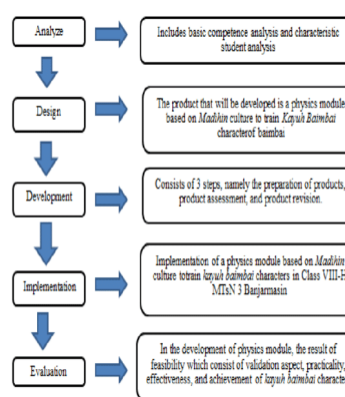 Analyze
Includes basic competence analysis and characteristic
student analysis
Design
The product that will be developed is a physics module
based on Madihin culture to train Kayuh Baimbai
characterof baimbai
Development
Consists of 3 steps, namely the preparation of products,
product assessment, and product revision.
Implementation
Implementation of a physics module based on Madihin
culture totrain kayuh baimbai characters in Class VIII-H
MTsN 3 Banjarmasin
Evaluation
In the development of physics module, the result of
feasibility which consist of validation aspect, practicality,
effectiveness, and achievement of kayuh baimbai characte